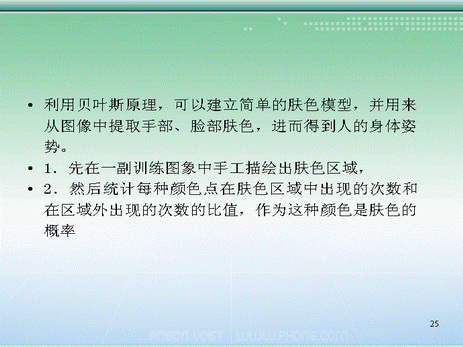 • 利用贝叶斯原理，可以建立简单的肤色模型，并用来
从图像中提取手部、脸部肤色，进而得到人的身体姿
势。
• 1．先在一副训练图象中手工描绘出肤色区域，
• 2．然后统计每种颜色点在肤色区域中出现的次数和
在区域外出现的次数的比值，作为这种颜色是肤色的
概率
25